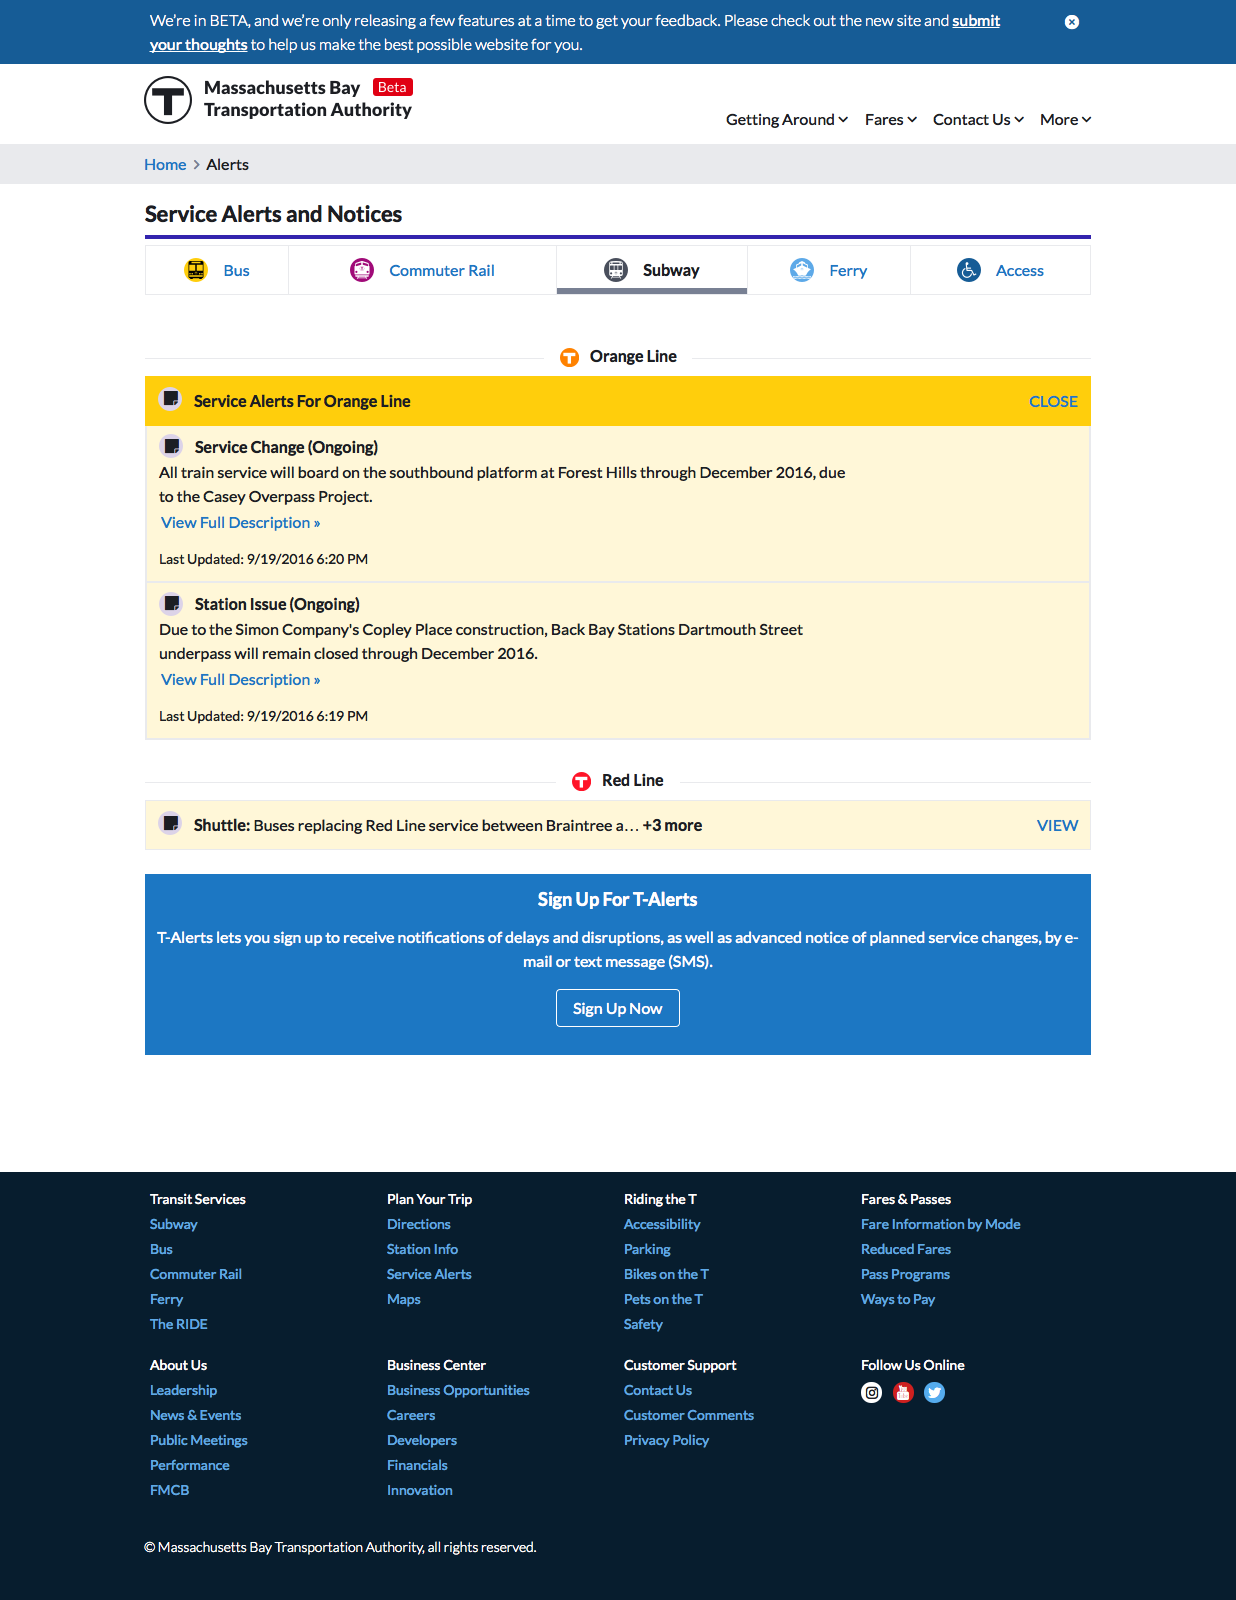 We're in BETA, and we're only releasing a few features at a time to get your feedback. Please check out the new site and submit
your thoughts to help us make the best possible website for you.
T Massachusetts Bay Beta
Transportation Authority
Getting Around Fares Contact Us More
Home > Alerts
Service Alerts and Notices
Bus Commuter Rail Subway Ferry Access
T Orange Line
Service Alerts For Orange Line CLOSE
Service Change (Ongoing)
All train service will board on the southbound platform at Forest Hills through December 2016, due
to the Casey Overpass Project.
View Full Description »
Last Updated: 9/19/2016 6:20 PM
Station Issue (Ongoing)
Due to the Simon Company's Copley Place construction, Back Bay Stations Dartmouth Street
underpass will remain closed through December 2016.
View Full Description »
Last Updated: 9/19/2016 6:19 PM
T Red Line
Shuttle: Buses replacing Red Line service between Braintree a… +3 more VIEW
Sign Up For T-Alerts
T-Alerts lets you sign up to receive notifications of delays and disruptions, as well as advanced notice of planned service changes, by e-
mail or text message (SMS).
Sign Up Now
Transit Services
Subway
Bus
Commuter Rail
Ferry
The RIDE
Plan Your Trip
Directions
Station Info
Service Alerts
Maps
Riding the T
Accessibility
Parking
Bikes on the T
Pets on the T
Safety
Fares & Passes
Fare Information by Mode
Reduced Fares
Pass Programs
Ways to Pay
About Us
Leadership
News & Events
Public Meetings
Performance
FMCB
Business Center
Business Opportunities
Careers
Developers
Financials
Innovation
Customer Support
Contact Us
Customer Comments
Privacy Policy
Follow Us Online
© Massachusetts Bay Transportation Authority, all rights reserved.